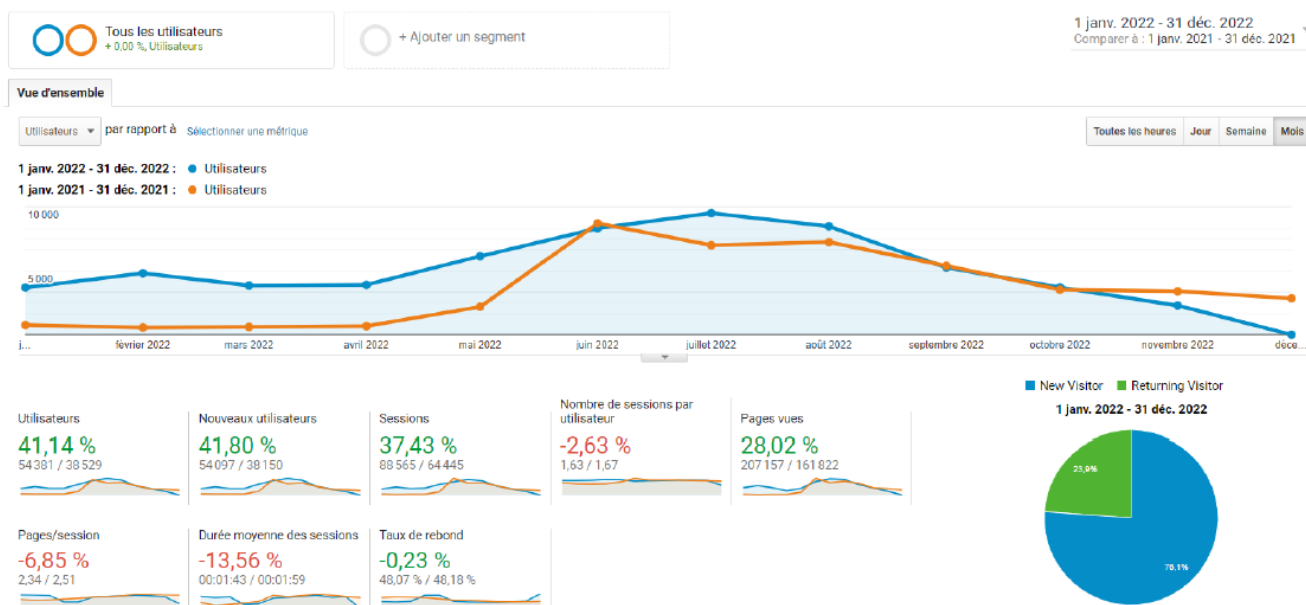 Tous les utilisateurs
+ 0,00 %, Utilisateurs
+ Ajouter un segment
1 janv. 2022 - 31 déc. 2022
Comparer à : 1 janv. 2021 - 31 déc. 2021
Vue d'ensemble
Utilisateurs par rapport à Sélectionner une métrique
Toutes les heures Jour Semaine Mois
1 janv. 2022 - 31 déc. 2022 : Utilisateurs
1 janv. 2021 - 31 déc. 2021 : Utilisateurs
10 000
5 000
j... février 2022 mars 2022 avril 2022 mai 2022 juin 2022 juillet 2022 août 2022 septembre 2022 octobre 2022 novembre 2022 déce...
New Visitor Returning Visitor
1 janv. 2022 - 31 déc. 2022
Utilisateurs
41,14 %
54 381 / 38 529
Nouveaux utilisateurs
41,80 %
54 097 / 38 150
Sessions
37,43 %
88 565 / 64 445
Nombre de sessions par
utilisateur
-2,63 %
1,63 / 1,67
Pages vues
28,02 %
207 157 / 161 822
23,9%
76,1%
Pages/session
-6,85 %
2,34 / 2,51
Durée moyenne des sessions
-13,56 %
00:01:43 / 00:01:59
Taux de rebond
-0,23 %
48,07 % / 48,18 %